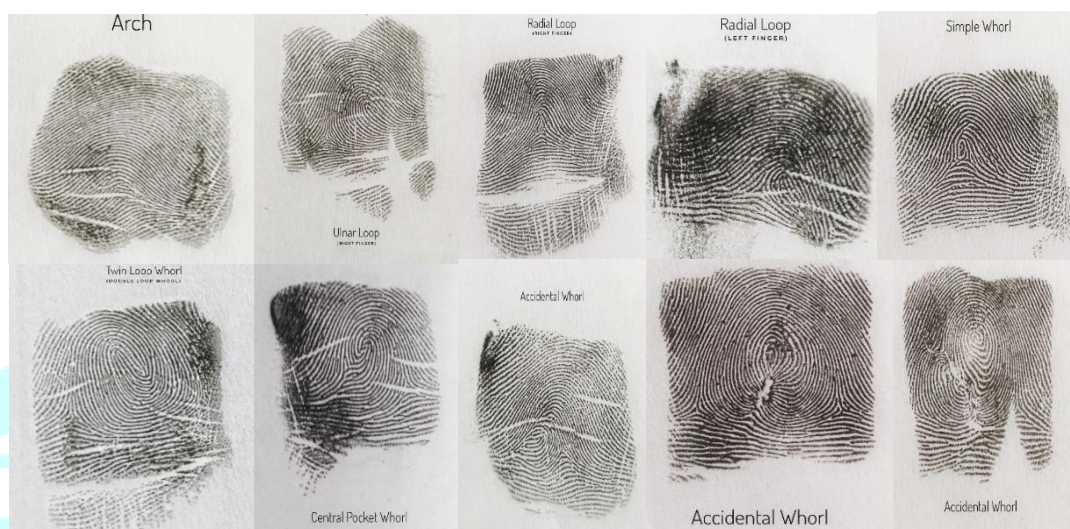 Arch
Ulnar Loop
(RIGHT FINGER)
Radial Loop
(RIGHT FINGER)
Radial Loop
(LEFT FINGER)
Simple Whorl
Twin Loop Whorl
(DOUBLE LOOP WHORL)
Central Pocket Whorl
Accidental Whorl
Accidental Whorl
Accidental Whorl